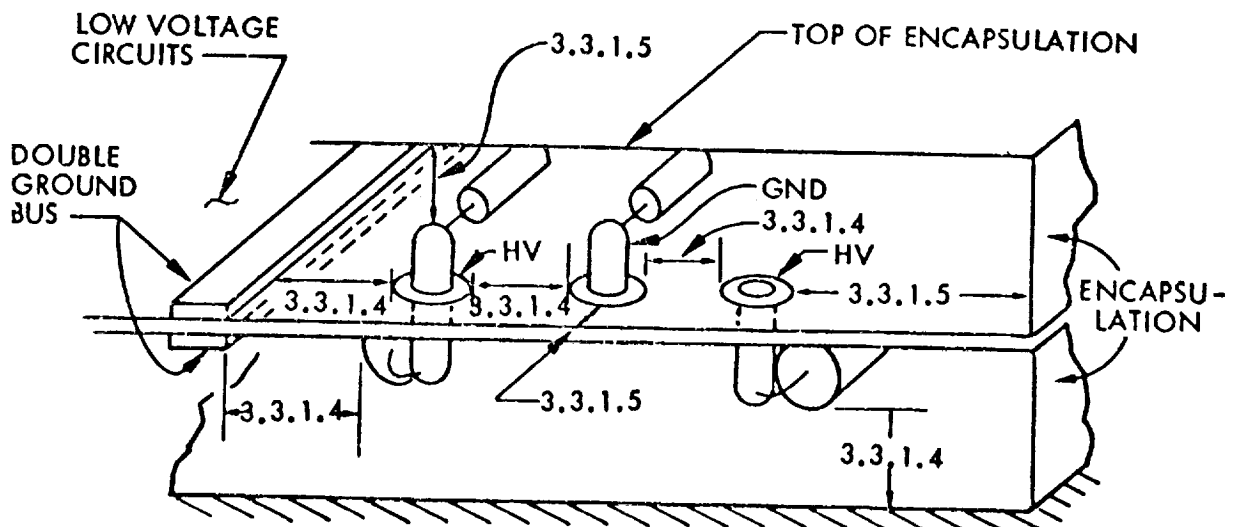 LOW VOLTAGE
CIRCUITS
3.3.1.5
TOP OF ENCAPSULATION
DOUBLE
GROUND
BUS
GND
3.3.1.4
HV
HV
3.3.1.4
3.3.1.4
3.3.1.5
ENCAPSU-
LATION
3.3.1.4
3.3.1.5
3.3.1.4